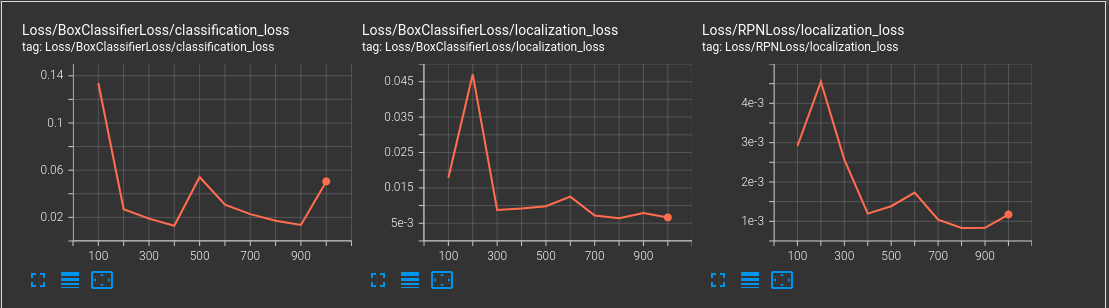 Loss/BoxClassifierLoss/classification_loss
tag: Loss/BoxClassifierLoss/classification_loss
0.14
0.1
0.06
0.02
100 300 500 700 900
Loss/BoxClassifierLoss/localization_loss
tag: Loss/BoxClassifierLoss/localization_loss
0.045
0.035
0.025
0.015
5e-3
100 300 500 700 900
Loss/RPNLoss/localization_loss
tag: Loss/RPNLoss/localization_loss
4e-3
3e-3
2e-3
1e-3
100 300 500 700 900